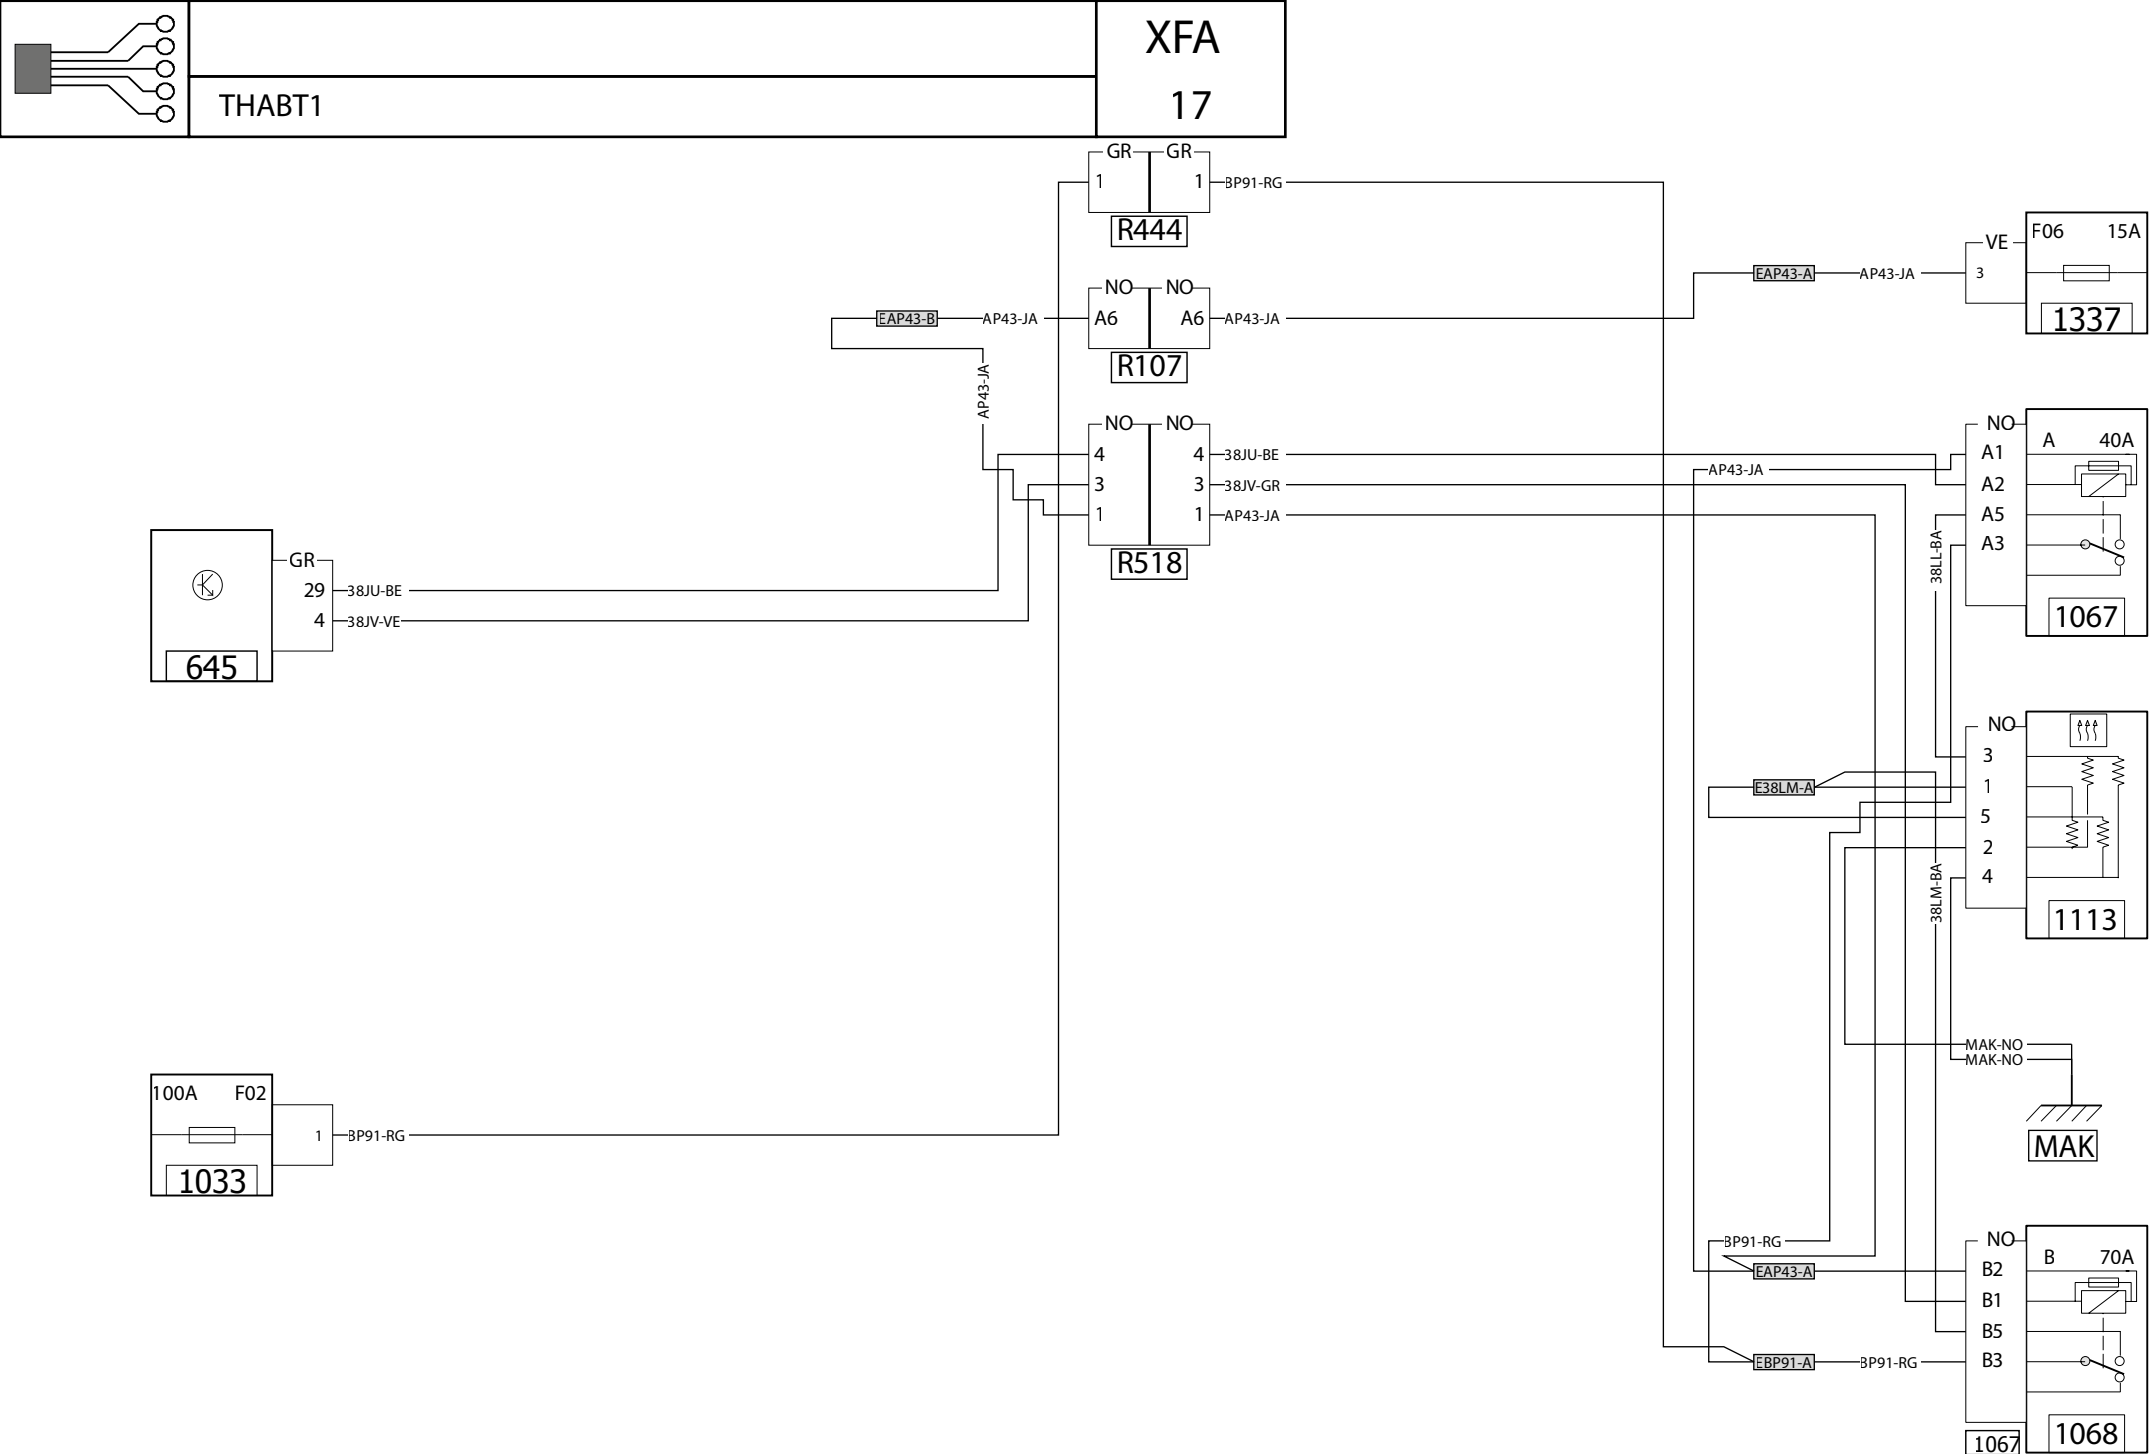 XFA
THABT1
17
GR GR
1 1 BP91-RG
R444
F06 15A
VE
3
EAP43-A AP43-JA
1337
NO NO
EAP43-B AP43-JA A6 A6 AP43-JA
R107
AP43-JA
NO NO
4 4 38JU-BE
3 3 38JV-GR
1 1 AP43-JA
R518
NO
A 40A
A1
AP43-JA
A2
A5
A3
38LL-BA
1067
GR
29 38JU-BE
4 38JV-VE
645
NO
3
E38LM-A 1
5
2
4
38LM-BA
1113
MAK-NO
MAK-NO
MAK
100A F02
1 BP91-RG
1033
NO
BP91-RG
B 70A
EAP43-A B2
B1
B5
EBP91-A BP91-RG B3
1068
1067